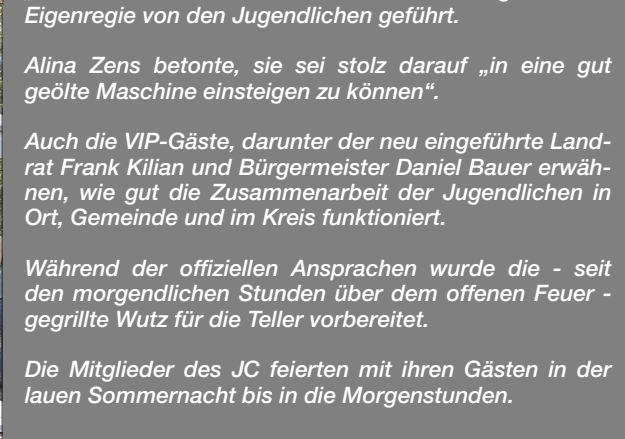 Eigenregie von den Jugendlichen geführt.
Alina Zens betonte, sie sei stolz darauf „in eine gut
geölte Maschine einsteigen zu können“.
Auch die VIP-Gäste, darunter der neu eingeführte Land-
rat Frank Kilian und Bürgermeister Daniel Bauer erwäh-
nen, wie gut die Zusammenarbeit der Jugendlichen in
Ort, Gemeinde und im Kreis funktioniert.
Während der offiziellen Ansprachen wurde die - seit
den morgendlichen Stunden über dem offenen Feuer -
gegrillte Wutz für die Teller vorbereitet.
Die Mitglieder des JC feierten mit ihren Gästen in der
lauen Sommernacht bis in die Morgenstunden.